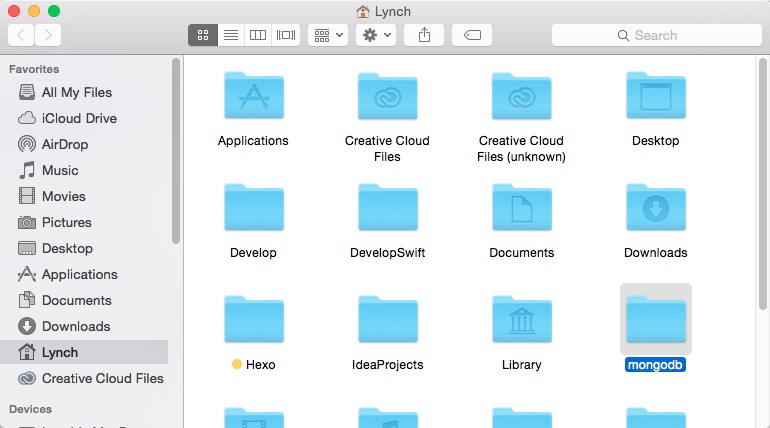 Lynch
Search
Favorites
All My Files
iCloud Drive
AirDrop
Music
Movies
Pictures
Desktop
Applications
Documents
Downloads
Lynch
Creative Cloud Files
Devices
Applications
Creative Cloud
Files
Creative Cloud
Files (unknown)
Desktop
Develop
DevelopSwift
Documents
Downloads
Hexo
IdeaProjects
Library
mongodb